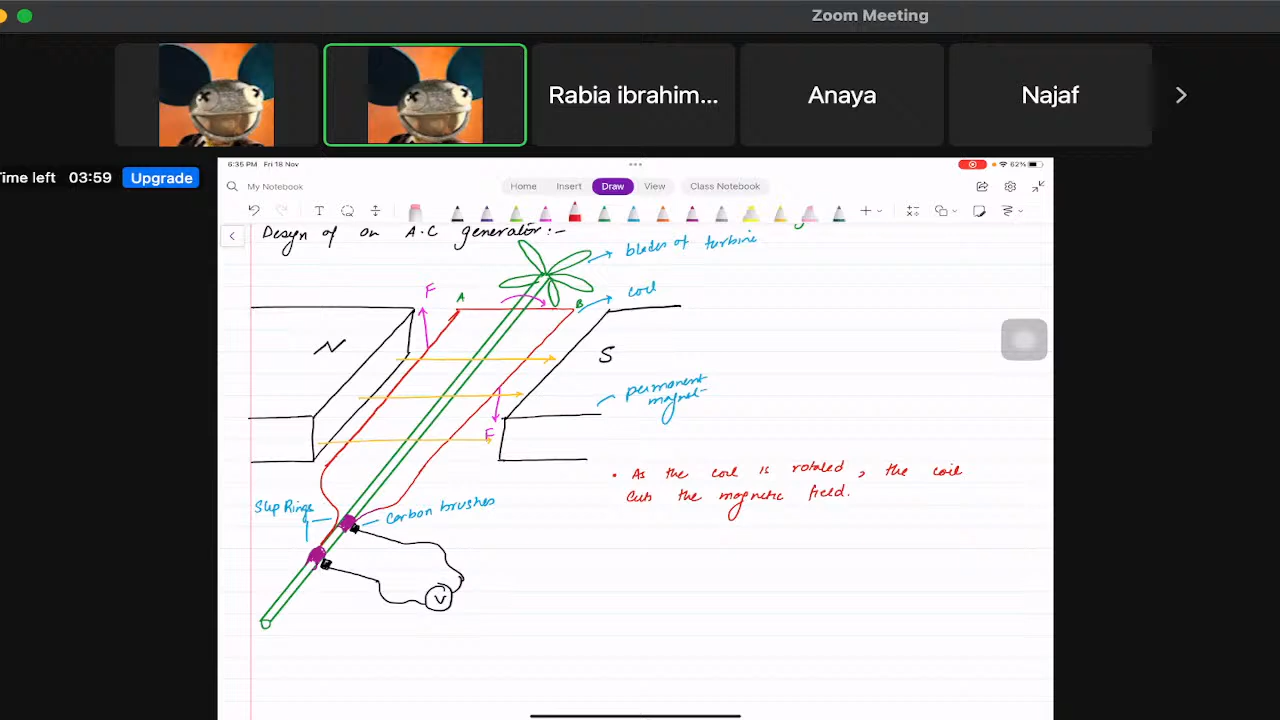 Zoom Meeting
Rabia ibrahim...
Anaya
Najaf
ime left 03:59 Upgrade
6:35 PM Fri 18 Nov
62%
My Notebook
Home Insert Draw View Class Notebook
T
Design of an A.C generator:-
blades of turbine
F
A
B
coil
N
S
permanent
magnet
F
• As the coil is rotated, the coil
cuts the magnetic field.
Slip Rings
Carbon brushes
V